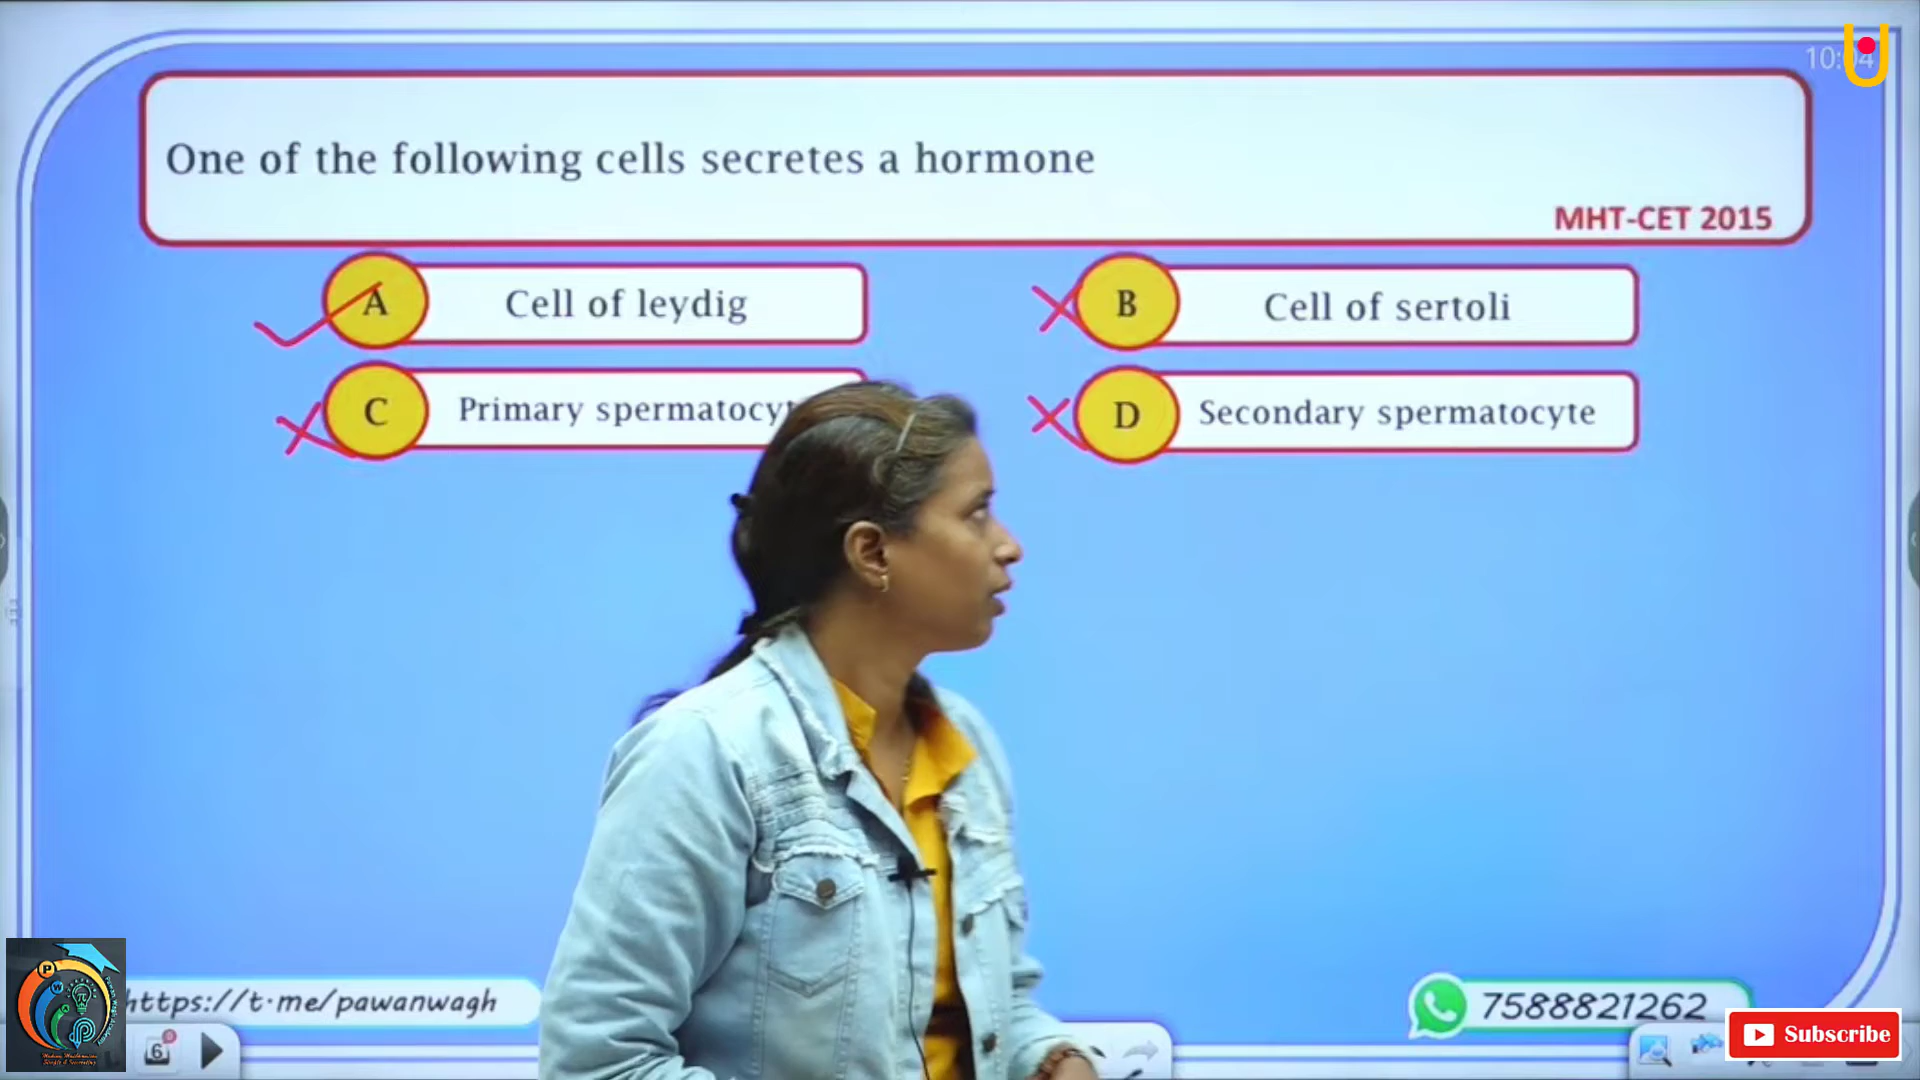 One of the following cells secretes a hormone
MHT-CET 2015
A Cell of leydig
B Cell of sertoli
C Primary
D Secondary spermatocyte
https://t.me/pawanwagh
7588821262
Subscribe
6